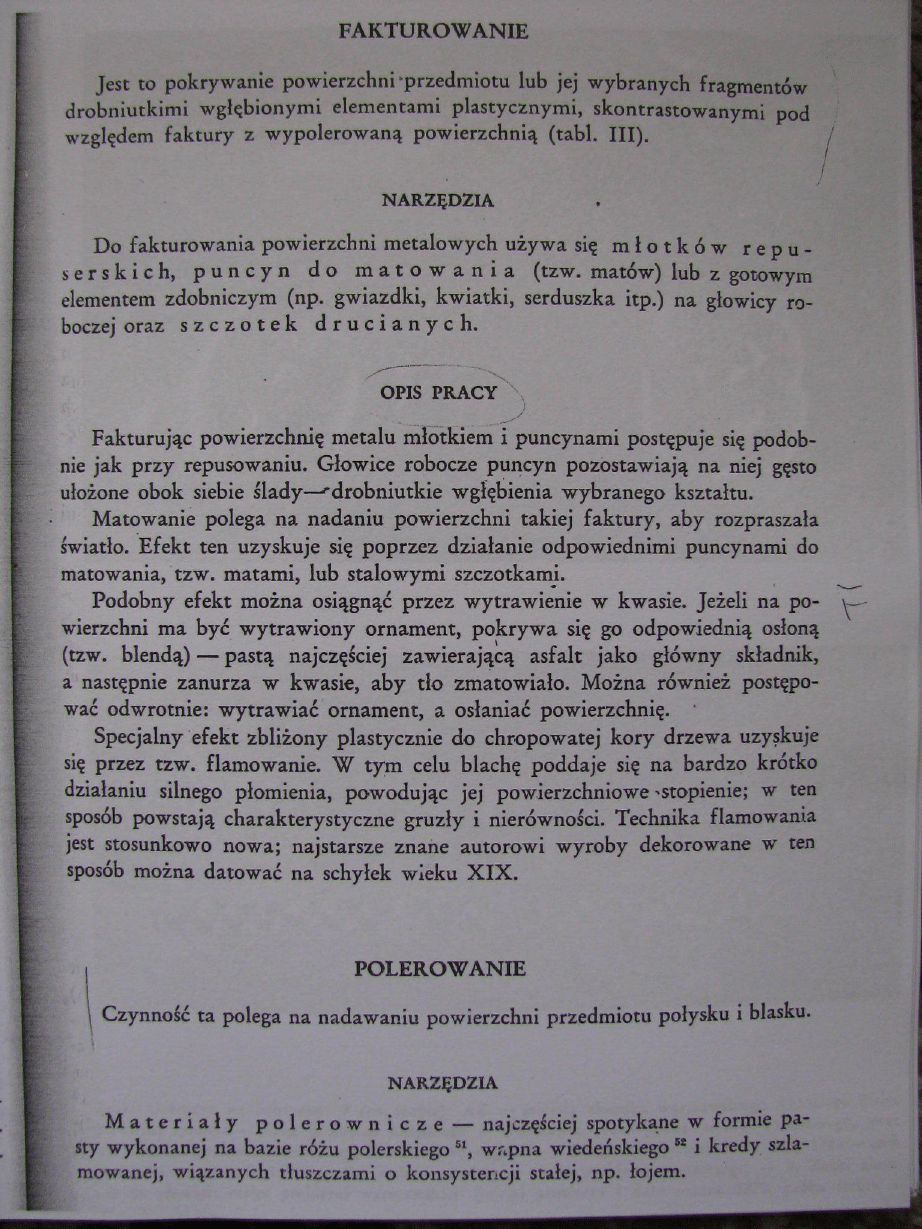 FAKTUROWANIE
Jest to pokrywanie powierzchni przedmiotu lub jej wybranych fragmentów
drobniutkimi wgłębionymi elementami plastycznymi, skontrastowanymi pod
względem faktury z wypolerowaną powierzchnią (tabl. III).
NARZĘDZIA
Do fakturowania powierzchni metalowych używa się młotków repu-
serskich, puncyn do matowania (tzw. matów) lub z gotowym
elementem zdobniczym (np. gwiazdki, kwiatki, serduszka itp.) na głowicy ro-
boczej oraz szczotek drucianych.
OPIS PRACY
Fakturując powierzchnię metalu młotkiem i puncynami postępuje się podob-
nie jak przy repusowaniu. Głowice robocze puncyn pozostawiają na niej gęsto
ułożone obok siebie ślady — drobniutkie wgłębienia wybranego kształtu.
Matowanie polega na nadaniu powierzchni takiej faktury, aby rozpraszała
światło. Efekt ten uzyskuje się poprzez działanie odpowiednimi puncynami do
matowania, tzw. matami, lub stalowymi szczotkami.
Podobny efekt można osiągnąć przez wytrawienie w kwasie. Jeżeli na po-
wierzchni ma być wytrawiony ornament, pokrywa się go odpowiednią osłoną
(tzw. blendą) — pastą najczęściej zawierającą asfalt jako główny składnik,
a następnie zanurza w kwasie, aby tło zmatowiało. Można również postępo-
wać odwrotnie: wytrawiać ornament, a osłaniać powierzchnię.
Specjalny efekt zbliżony plastycznie do chropowatej kory drzewa uzyskuje
się przez tzw. flamowanie. W tym celu blachę poddaje się na bardzo krótko
działaniu silnego płomienia, powodując jej powierzchniowe stopienie; w ten
sposób powstają charakterystyczne gruzły i nierówności. Technika flamowania
jest stosunkowo nowa; najstarsze znane autorowi wyroby dekorowane w ten
sposób można datować na schyłek wieku XIX.
POLEROWANIE
Czynność ta polega na nadawaniu powierzchni przedmiotu połysku i blasku.
NARZĘDZIA
Materiały polerownicze — najczęściej spotykane w formie pa-
sty wykonanej na bazie różu polerskiego ⁵¹, wapna wiedeńskiego ⁵² i kredy szla-
mowanej, wiązanych tłuszczami o konsystencji stałej, np. łojem.